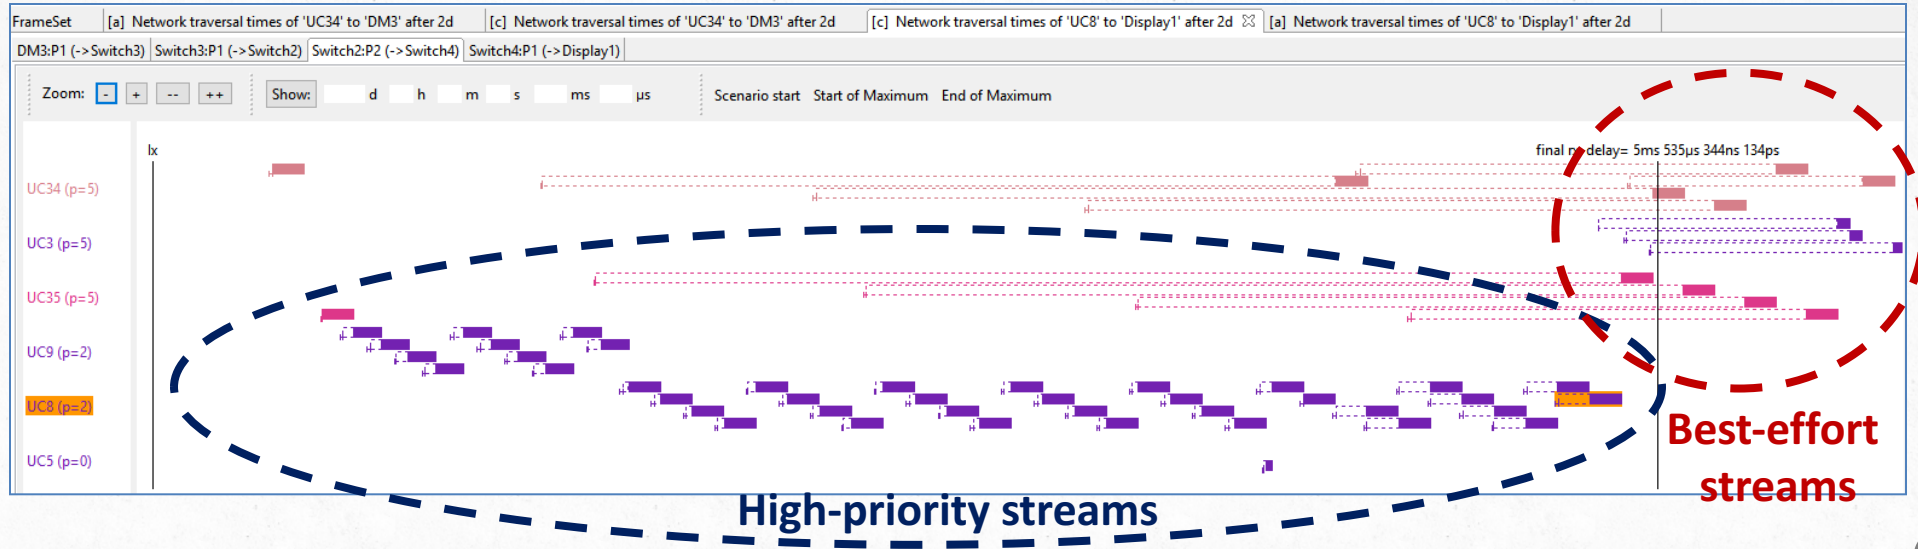 FrameSet [a] Network traversal times of 'UC34' to 'DM3' after 2d [c] Network traversal times of 'UC34' to 'DM3' after 2d [c] Network traversal times of 'UC8' to 'Display1' after 2d [a] Network traversal times of 'UC8' to 'Display1' after 2d
DM3:P1 (->Switch3) Switch3:P1 (->Switch2) Switch2:P2 (->Switch4) Switch4:P1 (->Display1)
Zoom: - + -- ++ Show: d h m s ms µs Scenario start Start of Maximum End of Maximum
lx
delay= 5ms 535µs 344ns 134ps
final
UC34 (p=5)
UC3 (p=5)
UC35 (p=5)
UC9 (p=2)
UC8 (p=2)
UC5 (p=0)
Best-effort
streams
High-priority streams